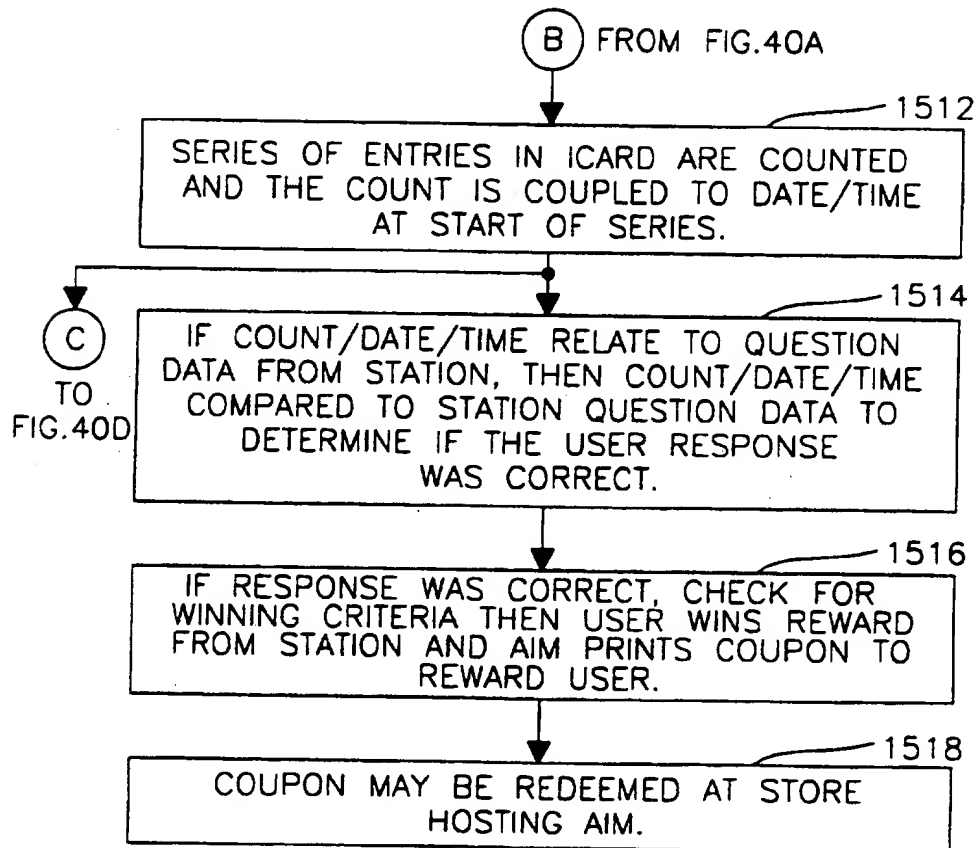 B FROM FIG.40A
1512
SERIES OF ENTRIES IN ICARD ARE COUNTED
AND THE COUNT IS COUPLED TO DATE/TIME
AT START OF SERIES.
1514
C
TO
FIG.40D
IF COUNT/DATE/TIME RELATE TO QUESTION
DATA FROM STATION, THEN COUNT/DATE/TIME
COMPARED TO STATION QUESTION DATA TO
DETERMINE IF THE USER RESPONSE
WAS CORRECT.
1516
IF RESPONSE WAS CORRECT, CHECK FOR
WINNING CRITERIA THEN USER WINS REWARD
FROM STATION AND AIM PRINTS COUPON TO
REWARD USER.
1518
COUPON MAY BE REDEEMED AT STORE
HOSTING AIM.